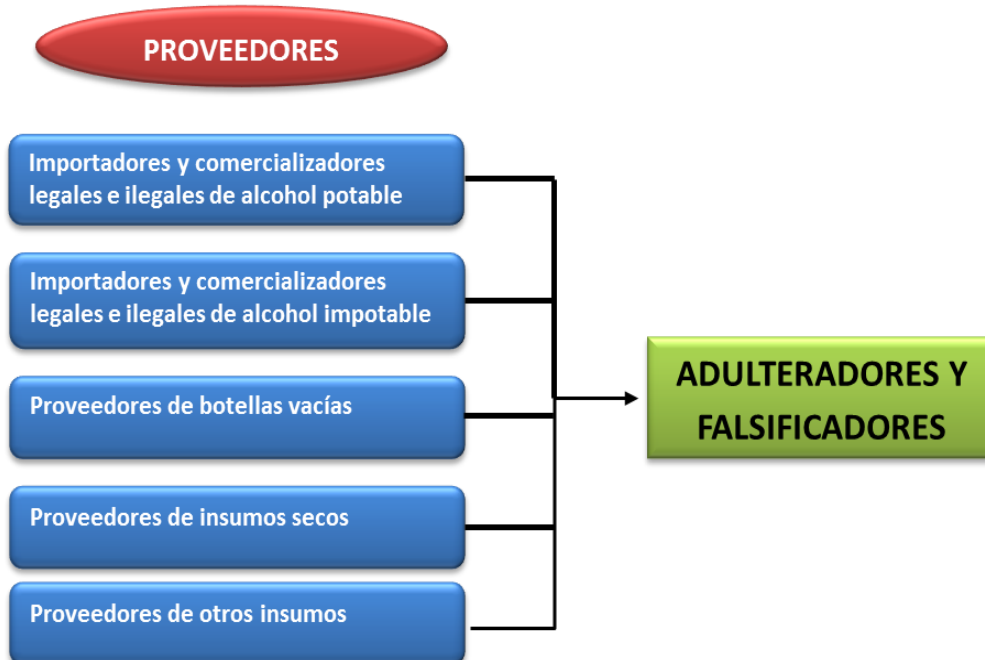 PROVEEDORES
Importadores y comercializadores
legales e ilegales de alcohol potable
Importadores y comercializadores
legales e ilegales de alcohol impotable
Proveedores de botellas vacías
Proveedores de insumos secos
Proveedores de otros insumos
ADULTERADORES Y
FALSIFICADORES